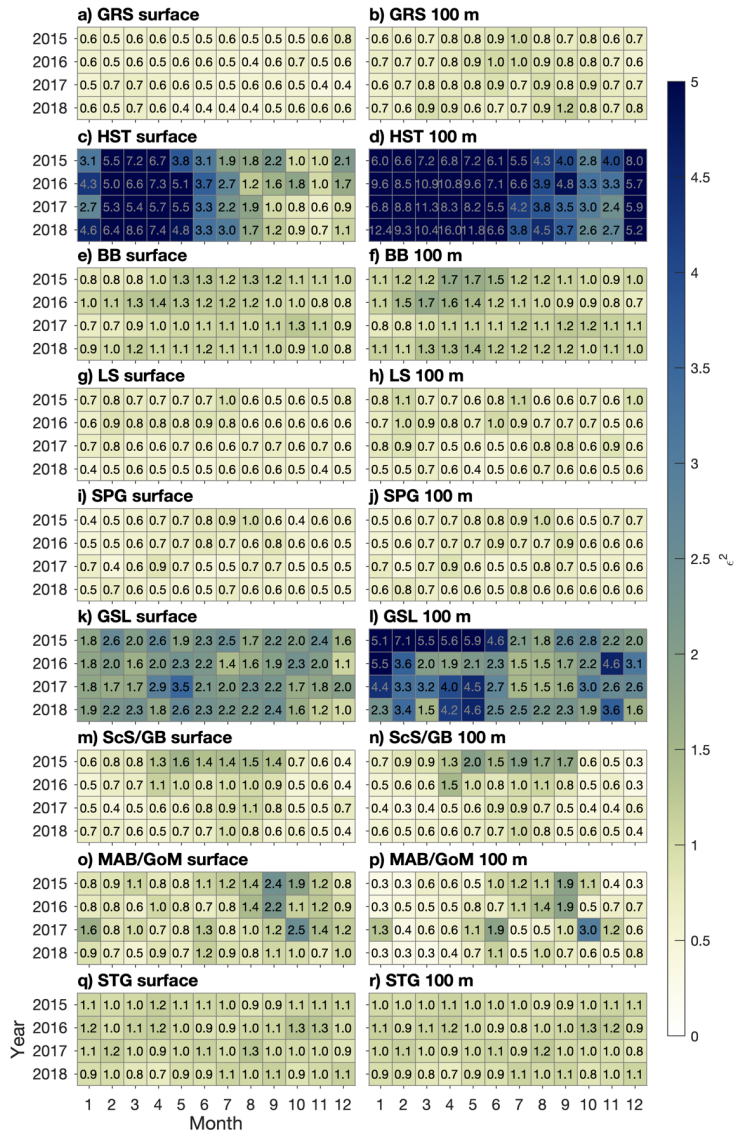 a) GRS surface b) GRS 100 m
2015 0.6 0.5 0.6 0.6 0.5 0.5 0.5 0.5 0.5 0.5 0.6 0.8 0.6 0.6 0.7 0.8 0.8 0.9 1.0 0.8 0.7 0.8 0.6 0.7
2016 0.6 0.5 0.5 0.5 0.5 0.5 0.5 0.6 0.4 0.7 0.5 0.6 0.7 0.7 0.7 0.8 0.9 1.0 1.0 0.9 0.8 0.8 0.7 0.6
2017 0.5 0.7 0.7 0.6 0.6 0.5 0.6 0.6 0.5 0.5 0.4 0.4 0.7 0.6 0.8 0.8 0.8 0.9 0.7 0.8 0.9 0.7 0.7 0.6
2018 0.6 0.5 0.7 0.6 0.4 0.4 0.4 0.4 0.5 0.6 0.6 0.6 0.7 0.6 0.9 0.9 0.6 0.7 0.7 0.9 1.2 0.8 0.7 0.8
c) HST surface d) HST 100 m
2015 3.1 5.5 7.2 6.7 3.8 3.1 1.9 1.8 2.2 1.0 1.0 2.1 6.0 6.6 7.2 6.8 7.2 6.1 5.5 4.3 4.0 2.8 4.0 8.0
2016 4.3 5.0 6.6 7.3 5.1 3.7 2.7 1.2 1.6 1.8 1.0 1.7 9.6 8.5 10.9 10.8 9.6 7.1 6.6 3.9 4.8 3.3 3.3 5.7
2017 2.7 5.3 5.4 5.7 5.5 3.3 2.2 1.9 1.0 0.8 0.6 0.9 6.8 8.8 11.3 8.3 8.2 5.5 4.2 3.8 3.5 3.0 2.4 5.9
2018 4.6 6.4 8.6 7.4 4.8 3.3 3.0 1.7 1.2 0.9 0.7 1.1 12.4 9.3 10.4 16.0 11.8 6.6 3.8 4.5 3.7 2.6 2.7 5.2
e) BB surface f) BB 100 m
2015 0.8 0.8 0.8 1.0 1.3 1.3 1.2 1.3 1.2 1.1 1.1 1.0 1.1 1.2 1.2 1.7 1.7 1.5 1.2 1.2 1.1 1.0 0.9 1.0
2016 1.0 1.1 1.3 1.4 1.3 1.2 1.2 1.2 1.0 1.0 0.8 0.8 1.2 1.5 1.7 1.6 1.4 1.2 1.1 1.0 0.9 0.9 0.8 0.7
2017 0.7 0.7 0.9 1.0 1.0 1.1 1.1 1.0 1.1 1.3 1.1 0.9 0.8 0.8 1.0 1.1 1.1 1.1 1.2 1.1 1.2 1.2 1.1 1.1
2018 0.9 1.0 1.2 1.1 1.1 1.2 1.1 1.1 1.0 0.9 1.0 0.8 1.1 1.1 1.3 1.3 1.4 1.2 1.2 1.2 1.2 1.0 1.1 1.0
g) LS surface h) LS 100 m
2015 0.7 0.8 0.7 0.7 0.7 0.7 1.0 0.6 0.5 0.5 0.5 0.8 0.8 1.1 0.7 0.7 0.7 0.8 1.1 0.6 0.6 0.7 0.6 1.0
2016 0.6 0.9 0.8 0.8 0.8 0.9 0.8 0.6 0.5 0.6 0.6 0.6 0.7 1.0 0.9 0.8 0.7 1.0 0.9 0.7 0.7 0.7 0.5 0.6
2017 0.7 0.8 0.6 0.6 0.7 0.6 0.7 0.7 0.7 0.6 0.7 0.6 0.8 0.9 0.7 0.5 0.6 0.5 0.5 0.8 0.8 0.6 0.9 0.6
2018 0.4 0.5 0.6 0.5 0.5 0.6 0.6 0.6 0.5 0.4 0.5 0.5 0.5 0.5 0.7 0.6 0.4 0.5 0.6 0.7 0.6 0.5 0.6 0.6
i) SPG surface j) SPG 100 m
2015 0.4 0.5 0.6 0.7 0.7 0.8 0.9 1.0 0.6 0.4 0.6 0.6 0.5 0.6 0.6 0.7 0.8 0.8 0.9 1.0 0.6 0.5 0.7 0.7
2016 0.5 0.5 0.6 0.7 0.7 0.8 0.7 0.6 0.8 0.6 0.6 0.5 0.5 0.6 0.7 0.7 0.7 0.9 0.7 0.7 0.9 0.6 0.6 0.6
2017 0.7 0.4 0.6 0.9 0.7 0.5 0.5 0.7 0.7 0.5 0.6 0.5 0.7 0.5 0.7 0.9 0.6 0.5 0.6 0.7 0.7 0.5 0.6 0.6
2018 0.5 0.7 0.6 0.5 0.6 0.5 0.7 0.6 0.6 0.6 0.5 0.5 0.6 0.8 0.7 0.6 0.5 0.5 0.8 0.6 0.6 0.6 0.6 0.6
k) GSL surface l) GSL 100 m
2015 1.8 2.6 2.0 2.6 1.9 2.3 2.5 1.7 2.2 2.0 2.4 1.6 5.1 7.1 5.5 5.6 5.9 4.6 2.1 1.8 2.6 2.8 2.2 2.0
2016 1.8 2.0 1.6 2.0 2.3 2.2 1.4 1.6 1.9 2.3 2.0 1.1 5.5 3.6 2.0 1.9 2.1 2.3 1.5 1.5 1.7 2.2 4.6 3.1
2017 1.8 1.7 1.7 2.9 3.5 2.1 2.0 2.3 2.2 1.7 1.8 2.0 4.4 3.3 3.2 4.0 4.5 2.7 1.5 1.5 1.6 3.0 2.6 2.6
2018 1.9 2.2 2.3 1.8 2.6 2.3 2.2 2.2 2.4 1.6 1.2 1.0 2.3 3.4 1.5 4.2 4.6 2.5 2.5 2.2 2.3 1.9 3.6 1.6
m) ScS/GB surface n) ScS/GB 100 m
2015 0.6 0.8 0.8 1.3 1.6 1.4 1.4 1.5 1.4 0.7 0.6 0.4 0.7 0.9 0.9 1.3 2.0 1.5 1.9 1.7 1.7 0.6 0.5 0.3
2016 0.5 0.7 0.7 1.1 1.0 0.8 1.0 0.8 0.8 0.5 0.4 0.4 0.5 0.6 0.6 1.5 1.0 0.8 1.0 1.1 0.8 0.5 0.5 0.3
2017 0.5 0.4 0.5 0.6 0.6 0.8 0.9 1.1 0.8 0.5 0.5 0.7 0.4 0.3 0.4 0.5 0.7 0.9 0.9 0.7 0.5 0.4 0.4 0.6
2018 0.7 0.7 0.6 0.5 0.7 0.7 1.0 0.8 0.6 0.6 0.5 0.4 0.6 0.5 0.6 0.7 0.6 0.7 1.0 0.8 0.5 0.6 0.5 0.4
o) MAB/GoM surface p) MAB/GoM 100 m
2015 0.8 0.9 1.1 0.8 0.8 1.1 1.2 1.4 2.4 1.9 1.2 0.8 0.3 0.3 0.6 0.6 0.5 1.0 1.2 1.1 1.9 1.1 0.4 0.3
2016 0.8 0.8 0.6 1.0 0.8 0.7 0.8 1.4 2.2 1.1 1.2 0.9 0.5 0.3 0.5 0.5 0.6 0.7 1.1 1.4 1.9 0.5 0.5 0.7
2017 1.6 0.8 1.0 0.7 0.8 1.3 0.8 1.0 1.2 2.5 1.4 1.2 1.3 0.4 0.6 0.6 1.1 1.9 0.5 0.5 1.0 3.0 1.2 0.6
2018 0.9 0.7 0.5 0.9 0.7 1.2 0.9 0.8 1.1 1.0 0.7 1.0 0.3 0.3 0.3 0.4 0.7 1.1 0.5 1.0 0.7 0.7 0.5 0.8
q) STG surface r) STG 100 m
2015 1.1 1.0 1.0 1.2 1.1 1.1 1.0 0.9 0.9 1.1 1.1 1.1 1.0 1.0 1.0 1.1 1.0 1.0 1.0 0.9 0.9 1.0 1.1 1.1
2016 1.2 1.0 1.1 1.2 1.0 0.9 0.9 1.0 1.1 1.3 1.3 1.0 1.1 0.9 1.1 1.2 1.0 0.9 0.8 1.0 1.0 1.3 1.2 0.9
2017 1.1 1.2 1.0 0.9 1.0 1.1 1.0 1.3 1.0 1.0 1.0 0.9 1.0 1.1 1.0 0.9 1.0 1.1 0.9 1.2 1.0 1.0 1.0 0.8
2018 0.9 1.0 0.8 0.7 0.9 0.9 1.1 1.0 1.1 0.9 1.0 1.1 0.9 0.9 0.8 0.7 0.9 1.0 1.1 1.0 1.0 0.8 1.0 1.1
1 2 3 4 5 6 7 8 9 10 11 12 1 2 3 4 5 6 7 8 9 10 11 12
Month
Year
5
4.5
4
3.5
3
2.5
2
1.5
1
0.5
0
ϵ²